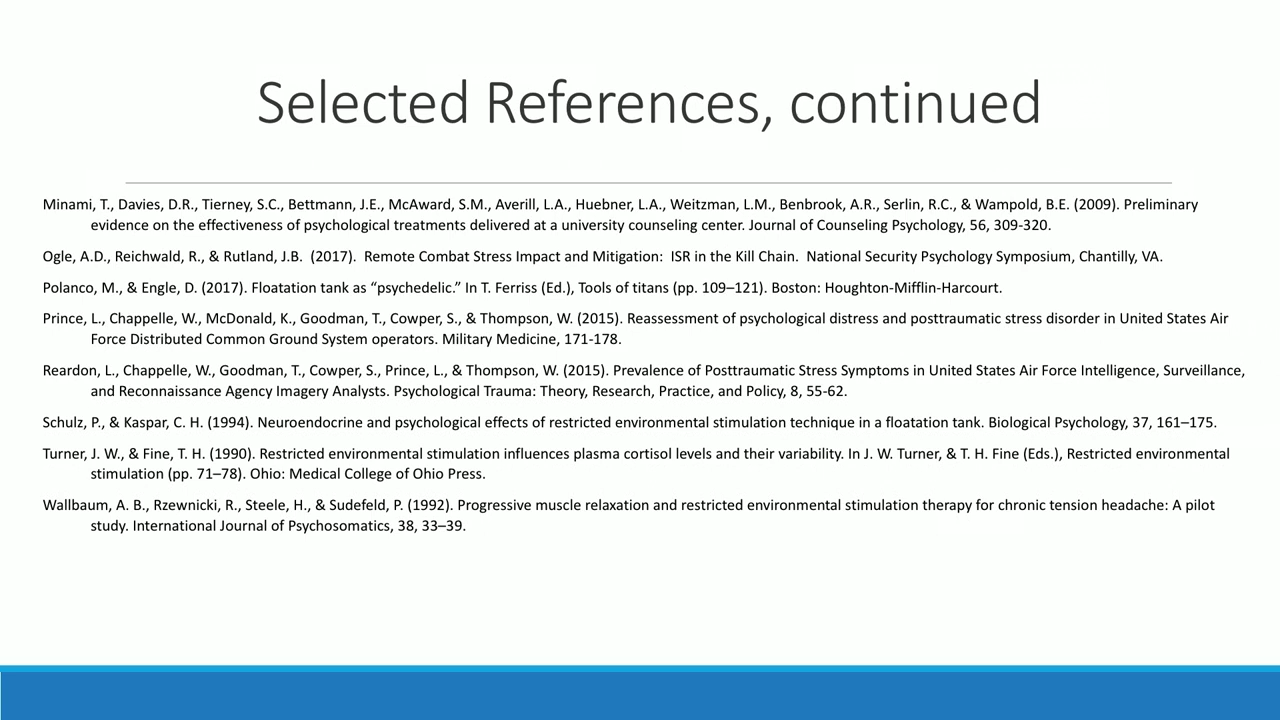 Selected References, continued
Minami, T., Davies, D.R., Tierney, S.C., Bettmann, J.E., McAward, S.M., Averill, L.A., Huebner, L.A., Weitzman, L.M., Benbrook, A.R., Serlin, R.C., & Wampold, B.E. (2009). Preliminary
evidence on the effectiveness of psychological treatments delivered at a university counseling center. Journal of Counseling Psychology, 56, 309-320.
Ogle, A.D., Reichwald, R., & Rutland, J.B.  (2017).  Remote Combat Stress Impact and Mitigation:  ISR in the Kill Chain.  National Security Psychology Symposium, Chantilly, VA.
Polanco, M., & Engle, D. (2017). Floatation tank as “psychedelic.” In T. Ferriss (Ed.), Tools of titans (pp. 109–121). Boston: Houghton-Mifflin-Harcourt.
Prince, L., Chappelle, W., McDonald, K., Goodman, T., Cowper, S., & Thompson, W. (2015). Reassessment of psychological distress and posttraumatic stress disorder in United States Air
Force Distributed Common Ground System operators. Military Medicine, 171-178.
Reardon, L., Chappelle, W., Goodman, T., Cowper, S., Prince, L., & Thompson, W. (2015). Prevalence of Posttraumatic Stress Symptoms in United States Air Force Intelligence, Surveillance,
and Reconnaissance Agency Imagery Analysts. Psychological Trauma: Theory, Research, Practice, and Policy, 8, 55-62.
Schulz, P., & Kaspar, C. H. (1994). Neuroendocrine and psychological effects of restricted environmental stimulation technique in a floatation tank. Biological Psychology, 37, 161–175.
Turner, J. W., & Fine, T. H. (1990). Restricted environmental stimulation influences plasma cortisol levels and their variability. In J. W. Turner, & T. H. Fine (Eds.), Restricted environmental
stimulation (pp. 71–78). Ohio: Medical College of Ohio Press.
Wallbaum, A. B., Rzewnicki, R., Steele, H., & Sudefeld, P. (1992). Progressive muscle relaxation and restricted environmental stimulation therapy for chronic tension headache: A pilot
study. International Journal of Psychosomatics, 38, 33–39.